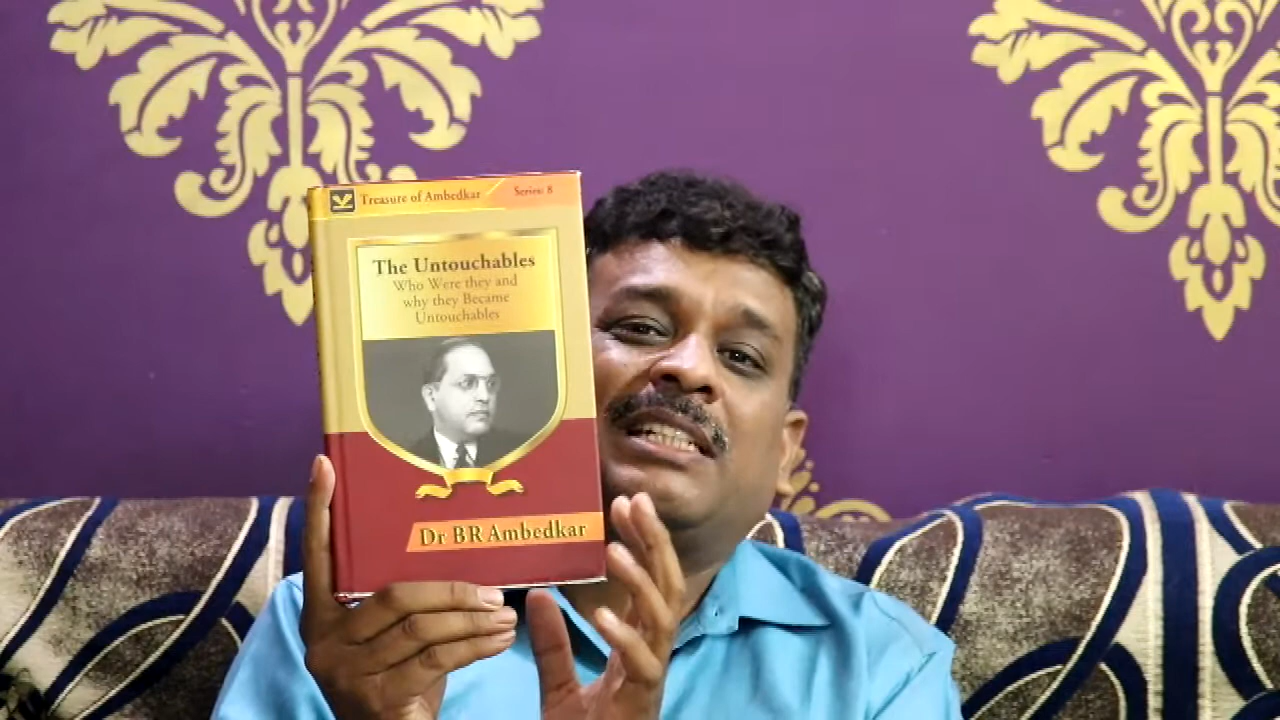 Treasure of Ambedkar Series: 8
The Untouchables
Who Were they and
why they Became
Untouchables
Dr BR Ambedkar